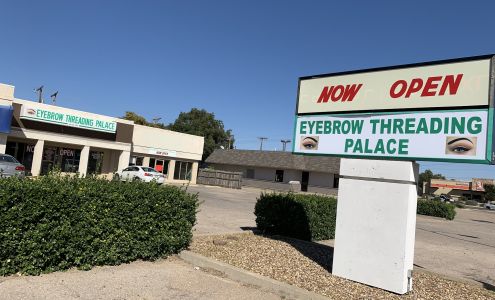 NOW OPEN
EYEBROW THREADING
PALACE
EYEBROW THREADING PALACE
OPEN